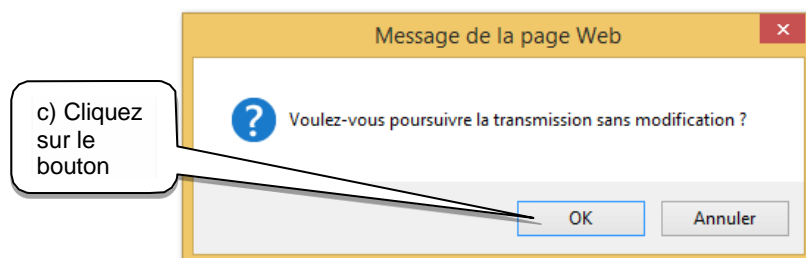 Message de la page Web
c) Cliquez
sur le
bouton
Voulez-vous poursuivre la transmission sans modification ?
OK
Annuler